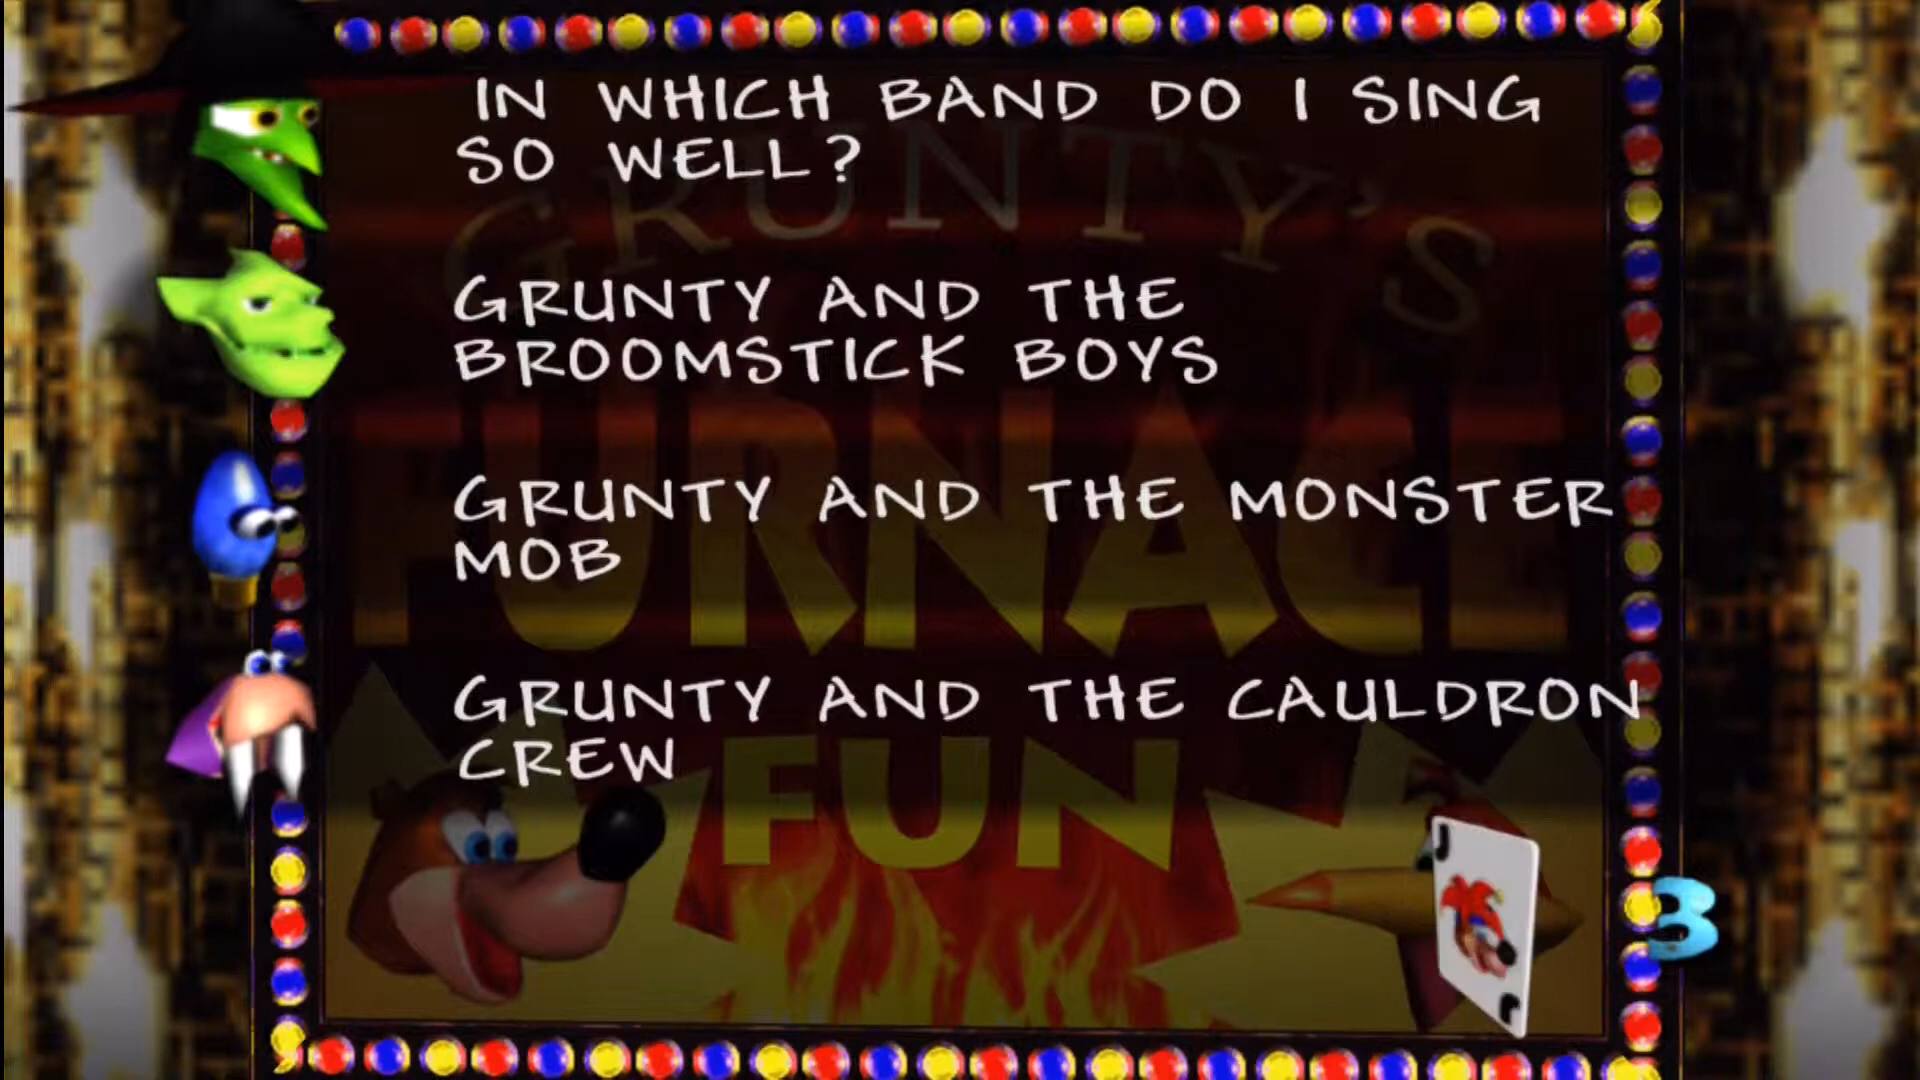 IN WHICH BAND DO I SING
SO WELL?
GRUNTY'S
GRUNTY AND THE
BROOMSTICK BOYS
FURNACE
GRUNTY AND THE MONSTER
MOB
GRUNTY AND THE CAULDRON
CREW
FUN
J
3
J